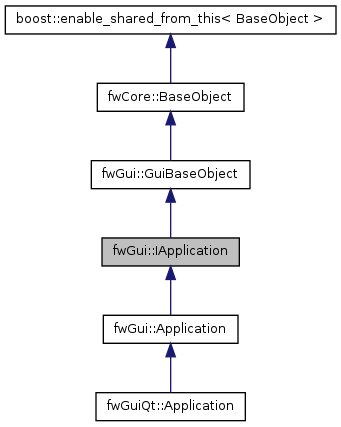 boost::enable_shared_from_this< BaseObject >
fwCore::BaseObject
fwGui::GuiBaseObject
fwGui::IApplication
fwGui::Application
fwGuiQt::Application